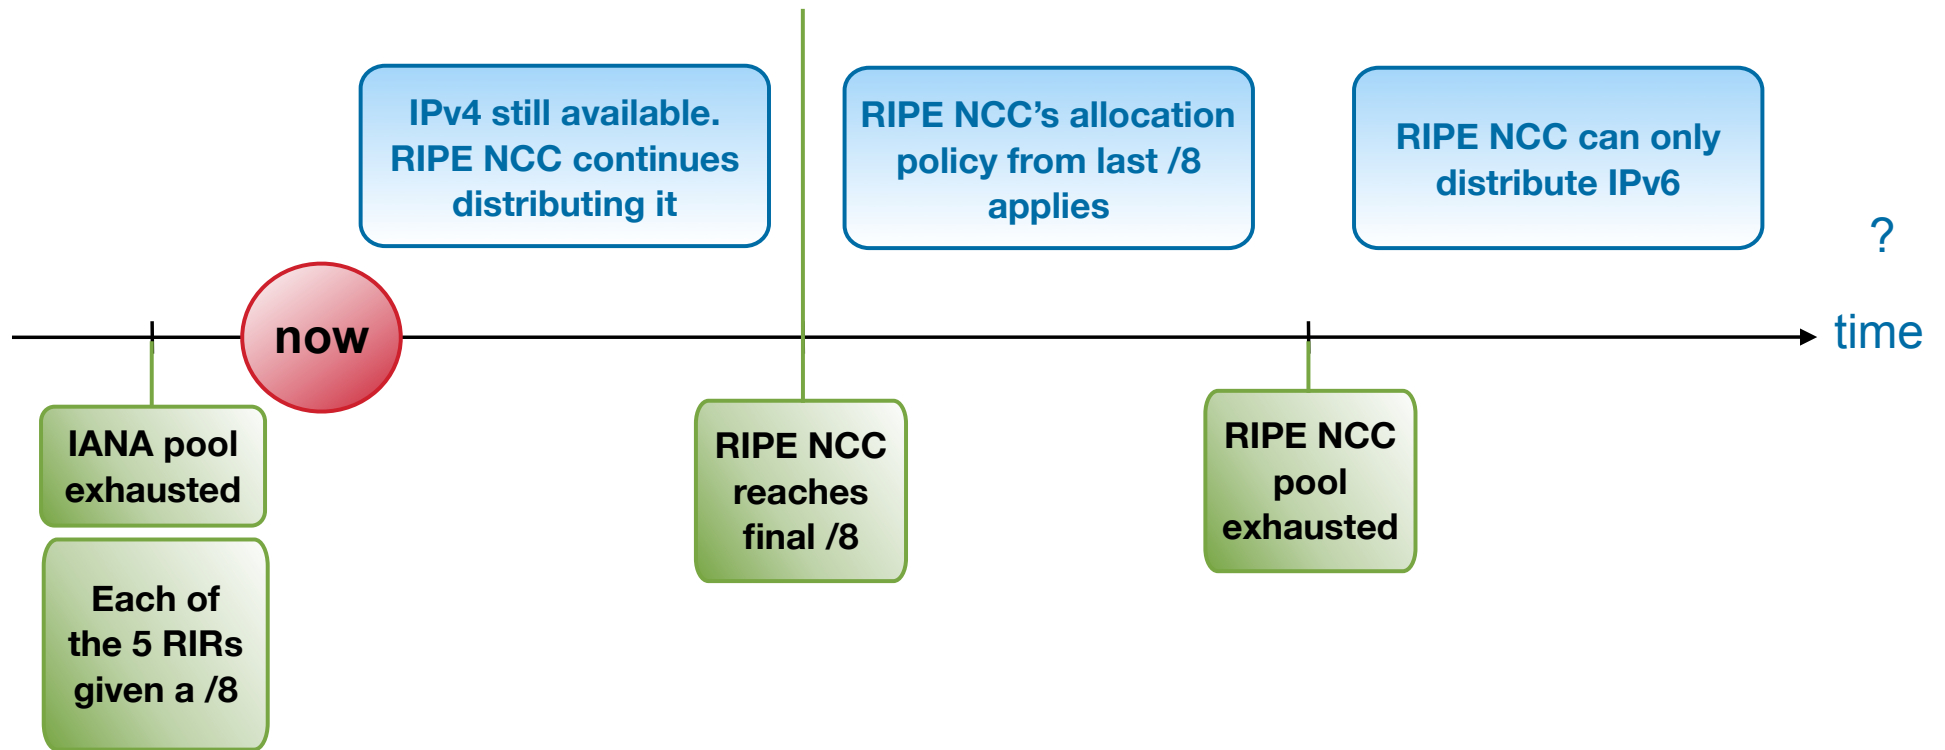 IPv4 still available.
RIPE NCC continues
distributing it
RIPE NCC’s allocation
policy from last /8
applies
RIPE NCC can only
distribute IPv6
?
now
time
IANA pool
exhausted
Each of
the 5 RIRs
given a /8
RIPE NCC
reaches
final /8
RIPE NCC
pool
exhausted